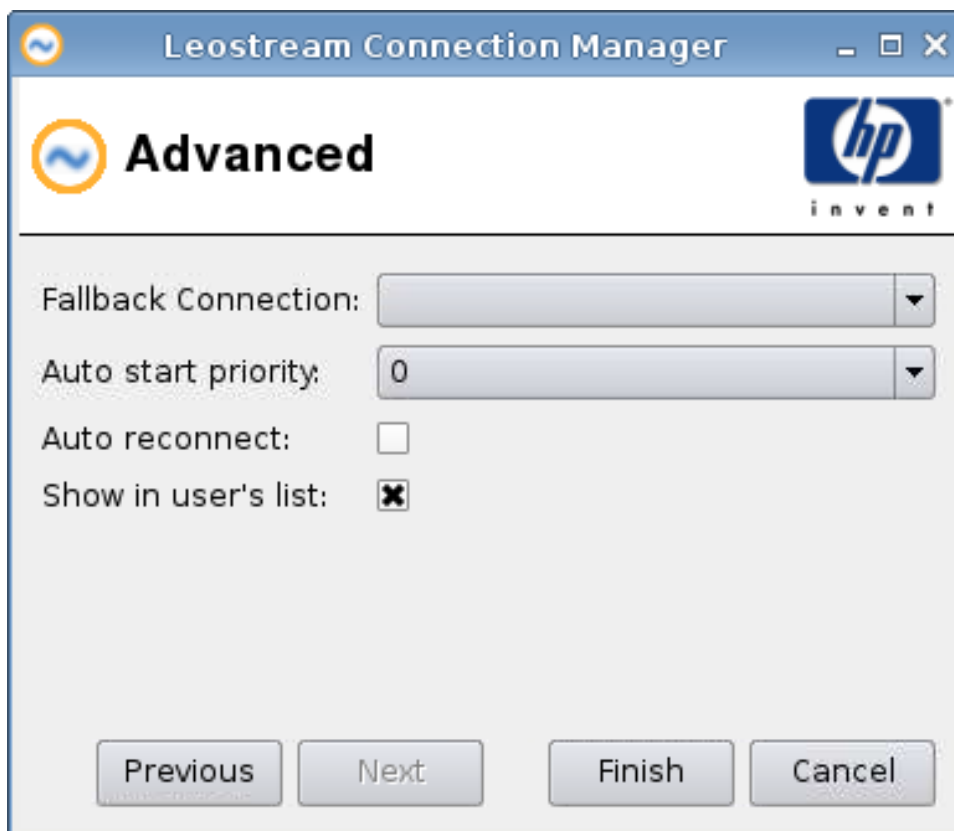 Leostream Connection Manager
Advanced
hp
invent
Fallback Connection:
Auto start priority: 0
Auto reconnect:
Show in user's list:
Previous Next Finish Cancel